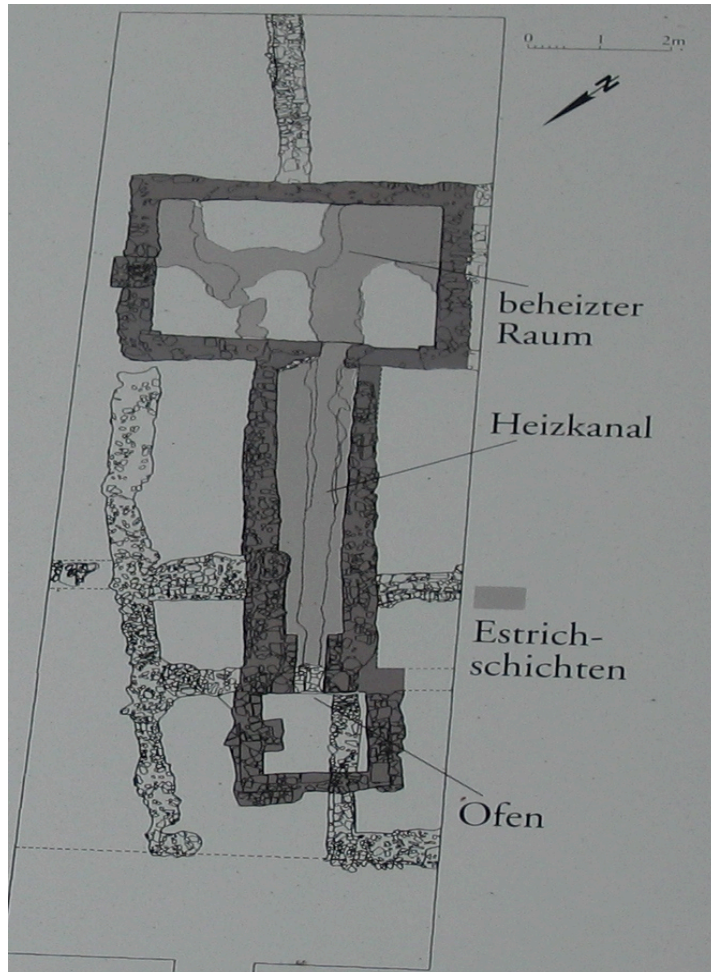 0 1 2m
N
beheizter
Raum
Heizkanal
Estrich-
schichten
Ofen